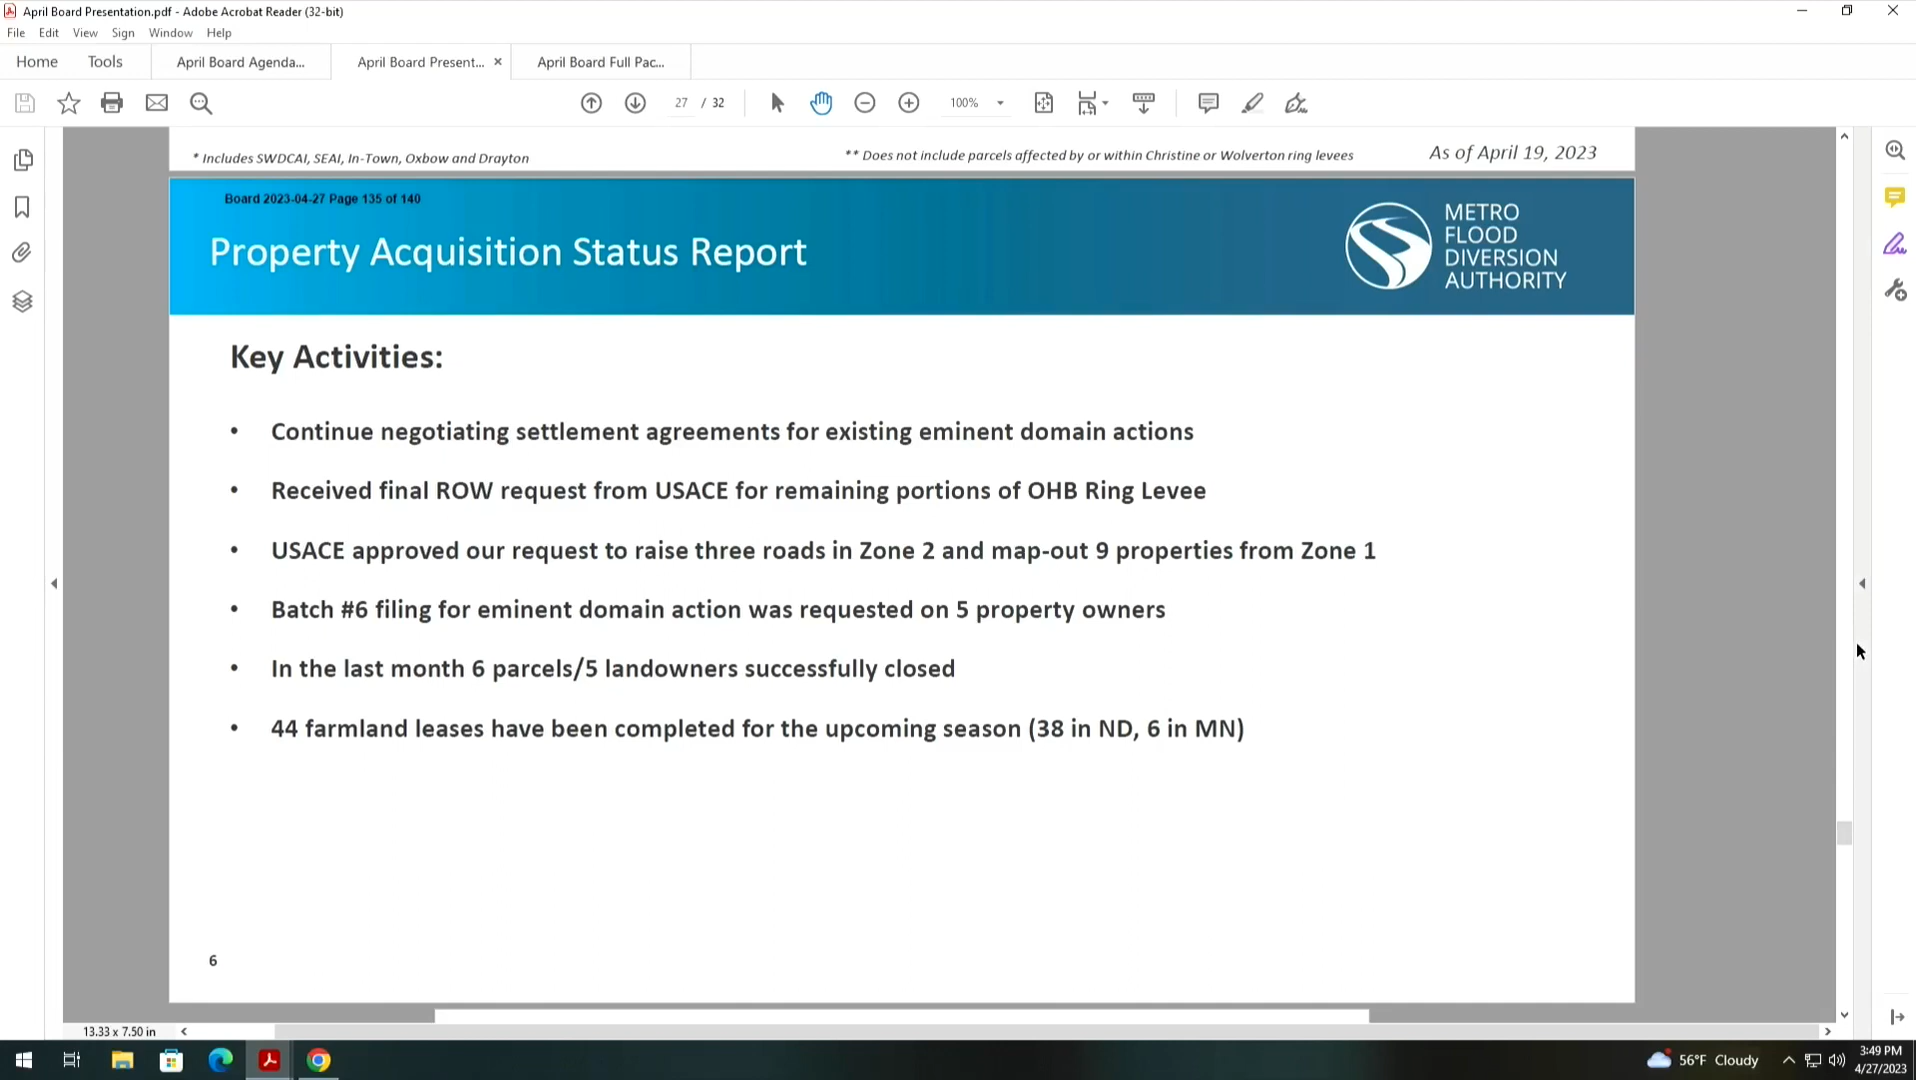 April Board Presentation.pdf - Adobe Acrobat Reader (32-bit)
File Edit View Sign Window Help
Home Tools April Board Agenda... April Board Present... × April Board Full Pac...
27 / 32 100%
* Includes SWDCAI, SEAI, In-Town, Oxbow and Drayton
** Does not include parcels affected by or within Christine or Wolverton ring levees
As of April 19, 2023
Board 2023-04-27 Page 135 of 140
Property Acquisition Status Report
METRO
FLOOD
DIVERSION
AUTHORITY
Key Activities:
• Continue negotiating settlement agreements for existing eminent domain actions
• Received final ROW request from USACE for remaining portions of OHB Ring Levee
• USACE approved our request to raise three roads in Zone 2 and map-out 9 properties from Zone 1
• Batch #6 filing for eminent domain action was requested on 5 property owners
• In the last month 6 parcels/5 landowners successfully closed
• 44 farmland leases have been completed for the upcoming season (38 in ND, 6 in MN)
6
13.33 x 7.50 in
56°F Cloudy
3:49 PM
4/27/2023